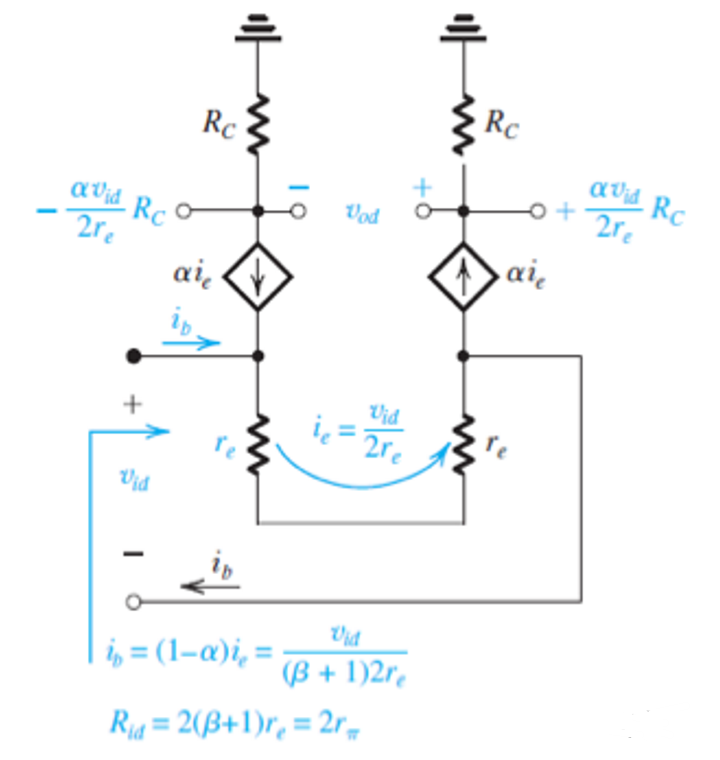 R_C R_C
− +
− αv_id/2r_e R_C v_od + αv_id/2r_e R_C
αi_e αi_e
i_b
+
i_e = v_id/2r_e
r_e r_e
v_id
−
i_b
i_b = (1−α)i_e = v_id/(β + 1)2r_e
R_id = 2(β+1)r_e = 2r_π